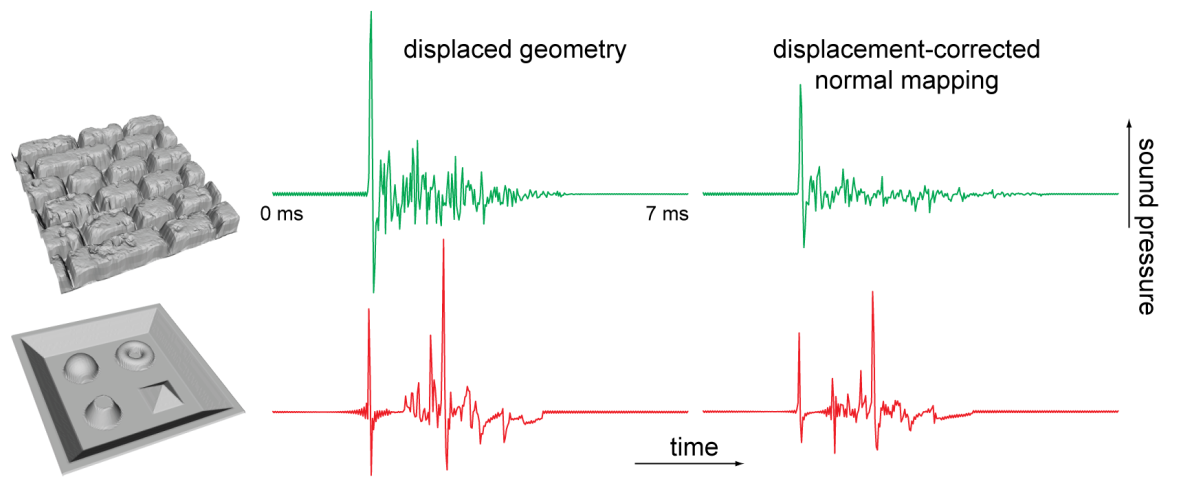 displaced geometry
displacement-corrected
normal mapping
0 ms
7 ms
sound pressure
time